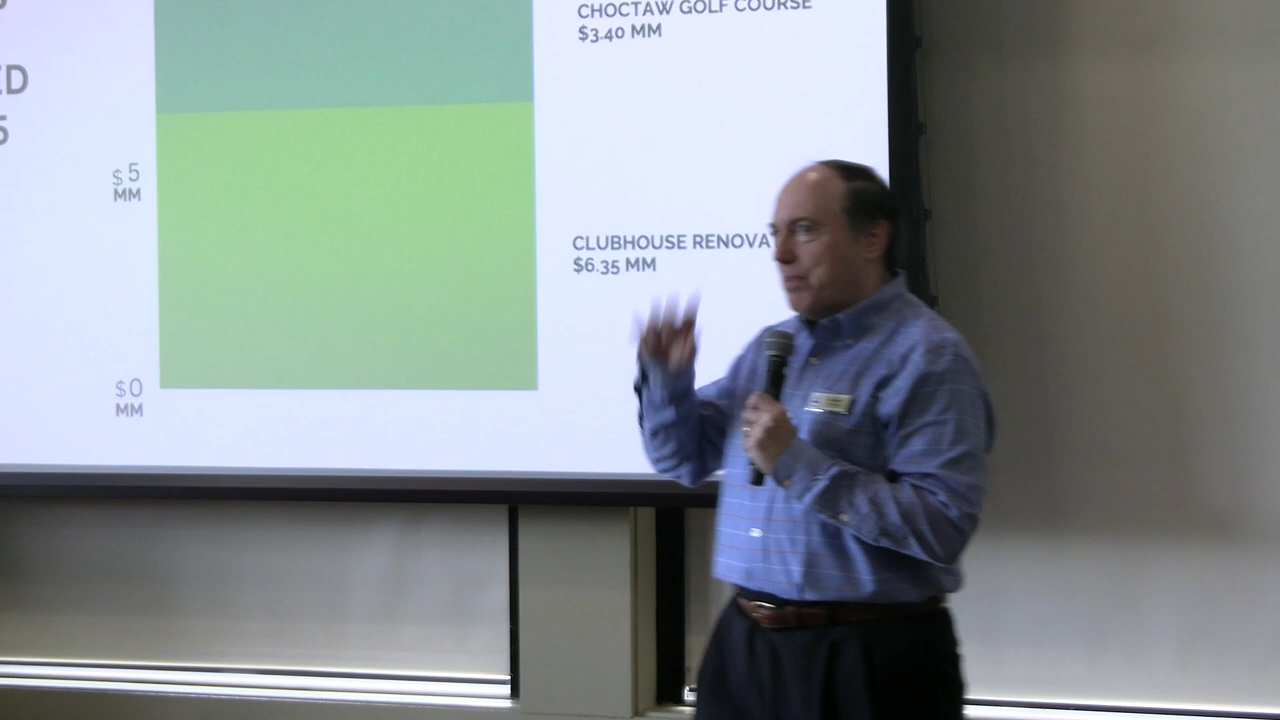 ED
5
$5
MM
$0
MM
CHOCTAW GOLF COURSE
$3.40 MM
CLUBHOUSE RENOVA
$6.35 MM